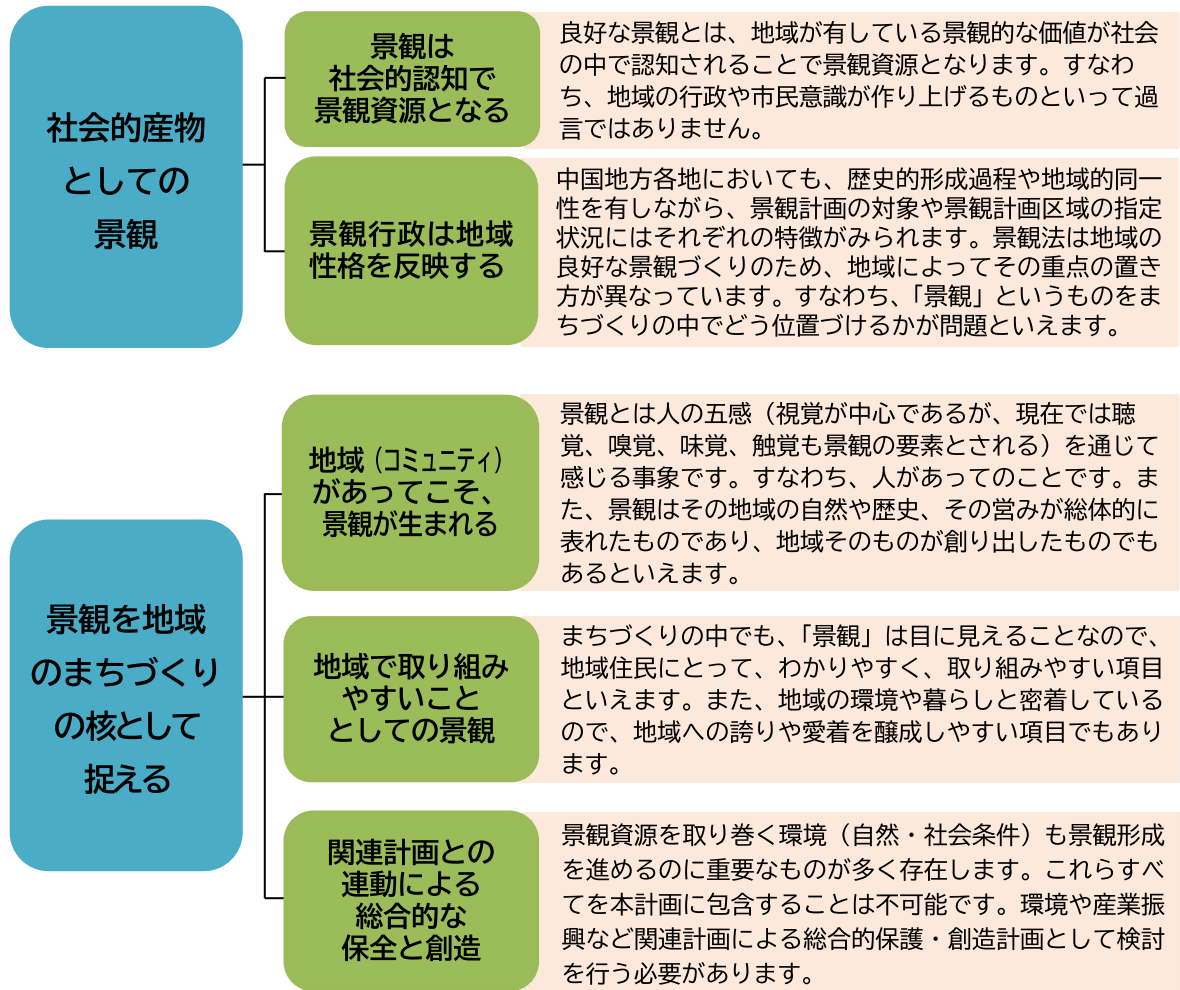 社会的産物
としての
景観
景観は
社会的認知で
景観資源となる
良好な景観とは、地域が有している景観的な価値が社会
の中で認知されることで景観資源となります。すなわ
ち、地域の行政や市民意識が作り上げるものといって過
言ではありません。
景観行政は地域
性格を反映する
中国地方各地においても、歴史的形成過程や地域的同一
性を有しながら、景観計画の対象や景観計画区域の指定
状況にはそれぞれの特徴がみられます。景観法は地域の
良好な景観づくりのため、地域によってその重点の置き
方が異なっています。すなわち、「景観」というものをま
ちづくりの中でどう位置づけるかが問題といえます。
景観を地域
のまちづくり
の核として
捉える
地域（コミュニティ）
があってこそ、
景観が生まれる
景観とは人の五感（視覚が中心であるが、現在では聴
覚、嗅覚、味覚、触覚も景観の要素とされる）を通じて
感じる事象です。すなわち、人があってのことです。ま
た、景観はその地域の自然や歴史、その営みが総体的に
表れたものであり、地域そのものが創り出したものでも
あるといえます。
地域で取り組み
やすいこと
としての景観
まちづくりの中でも、「景観」は目に見えることなので、
地域住民にとって、わかりやすく、取り組みやすい項目
といえます。また、地域の環境や暮らしと密着している
ので、地域への誇りや愛着を醸成しやすい項目でもあり
ます。
関連計画との
連動による
総合的な
保全と創造
景観資源を取り巻く環境（自然・社会条件）も景観形成
を進めるのに重要なものが多く存在します。これらすべ
てを本計画に包含することは不可能です。環境や産業振
興など関連計画による総合的保護・創造計画として検討
を行う必要があります。